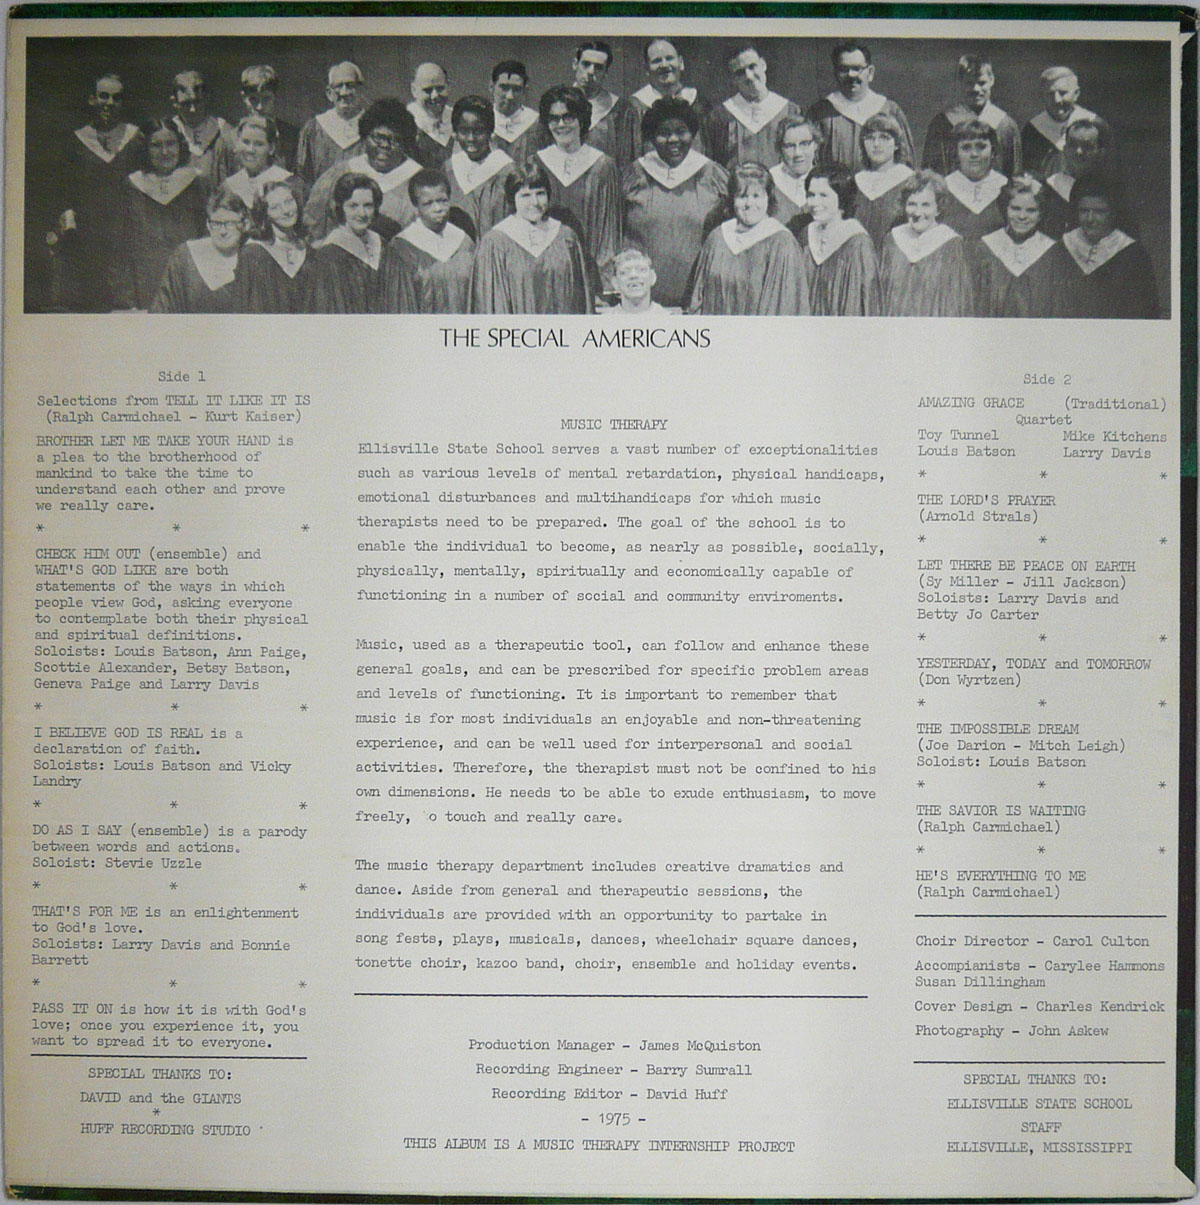 THE SPECIAL AMERICANS
Side 1
Selections from TELL IT LIKE IT IS
(Ralph Carmichael - Kurt Kaiser)
BROTHER LET ME TAKE YOUR HAND is
a plea to the brotherhood of
mankind to take the time to
understand each other and prove
we really care.
* * *
CHECK HIM OUT (ensemble) and
WHAT'S GOD LIKE are both
statements of the ways in which
people view God, asking everyone
to contemplate both their physical
and spiritual definitions.
Soloists: Louis Batson, Ann Paige,
Scottie Alexander, Betsy Batson,
Geneva Paige and Larry Davis
* * *
I BELIEVE GOD IS REAL is a
declaration of faith.
Soloists: Louis Batson and Vicky
Landry
* * *
DO AS I SAY (ensemble) is a parody
between words and actions.
Soloist: Stevie Uzzle
* * *
THAT'S FOR ME is an enlightenment
to God's love.
Soloists: Larry Davis and Bonnie
Barrett
* * *
PASS IT ON is how it is with God's
love; once you experience it, you
want to spread it to everyone.
SPECIAL THANKS TO:
DAVID and the GIANTS
*
HUFF RECORDING STUDIO
MUSIC THERAPY
Ellisville State School serves a vast number of exceptionalities
such as various levels of mental retardation, physical handicaps,
emotional disturbances and multihandicaps for which music
therapists need to be prepared. The goal of the school is to
enable the individual to become, as nearly as possible, socially,
physically, mentally, spiritually and economically capable of
functioning in a number of social and community enviroments.
Music, used as a therapeutic tool, can follow and enhance these
general goals, and can be prescribed for specific problem areas
and levels of functioning. It is important to remember that
music is for most individuals an enjoyable and non-threatening
experience, and can be well used for interpersonal and social
activities. Therefore, the therapist must not be confined to his
own dimensions. He needs to be able to exude enthusiasm, to move
freely, to touch and really care.
The music therapy department includes creative dramatics and
dance. Aside from general and therapeutic sessions, the
individuals are provided with an opportunity to partake in
song fests, plays, musicals, dances, wheelchair square dances,
tonette choir, kazoo band, choir, ensemble and holiday events.
Production Manager - James McQuiston
Recording Engineer - Barry Sumrall
Recording Editor - David Huff
- 1975 -
THIS ALBUM IS A MUSIC THERAPY INTERNSHIP PROJECT
Side 2
AMAZING GRACE (Traditional)
Quartet
Toy Tunnel Mike Kitchens
Louis Batson Larry Davis
* * *
THE LORD'S PRAYER
(Arnold Strals)
* * *
LET THERE BE PEACE ON EARTH
(Sy Miller - Jill Jackson)
Soloists: Larry Davis and
Betty Jo Carter
* * *
YESTERDAY, TODAY and TOMORROW
(Don Wyrtzen)
* * *
THE IMPOSSIBLE DREAM
(Joe Darion - Mitch Leigh)
Soloist: Louis Batson
* * *
THE SAVIOR IS WAITING
(Ralph Carmichael)
* * *
HE'S EVERYTHING TO ME
(Ralph Carmichael)
Choir Director - Carol Culton
Accompianists - Carylee Hammons
Susan Dillingham
Cover Design - Charles Kendrick
Photography - John Askew
SPECIAL THANKS TO:
ELLISVILLE STATE SCHOOL
STAFF
ELLISVILLE, MISSISSIPPI